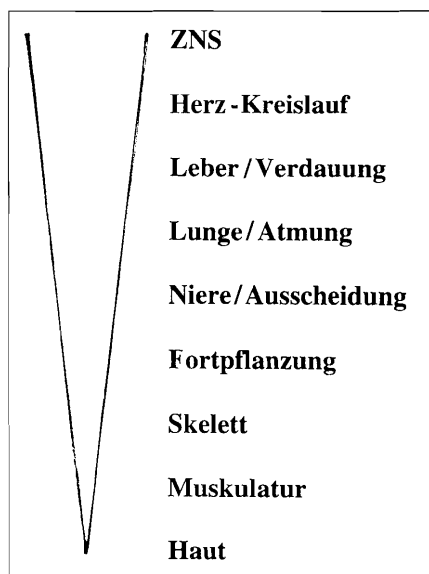 ZNS
Herz-Kreislauf
Leber/Verdauung
Lunge/Atmung
Niere/Ausscheidung
Fortpflanzung
Skelett
Muskulatur
Haut